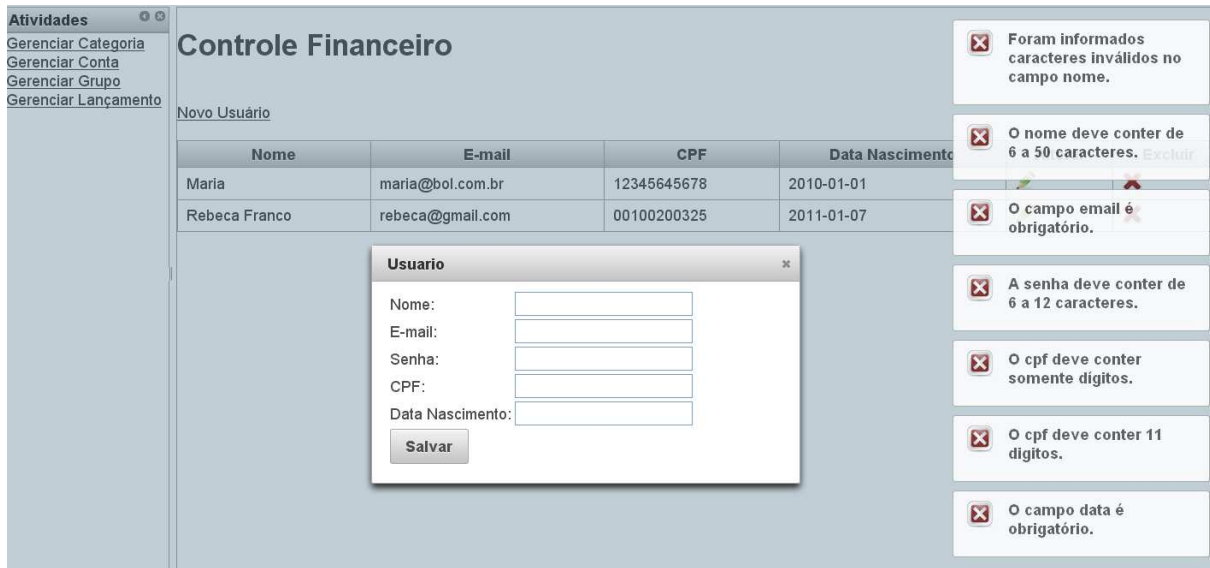 Atividades
Gerenciar Categoria
Gerenciar Conta
Gerenciar Grupo
Gerenciar Lançamento
Controle Financeiro
Novo Usuário
Nome E-mail CPF Data Nascimento Excluir
Maria maria@bol.com.br 12345645678 2010-01-01
Rebeca Franco rebeca@gmail.com 00100200325 2011-01-07
Usuario
Nome:
E-mail:
Senha:
CPF:
Data Nascimento:
Salvar
Foram informados
caracteres inválidos no
campo nome.
O nome deve conter de
6 a 50 caracteres.
O campo email é
obrigatório.
A senha deve conter de
6 a 12 caracteres.
O cpf deve conter
somente dígitos.
O cpf deve conter 11
digitos.
O campo data é
obrigatório.